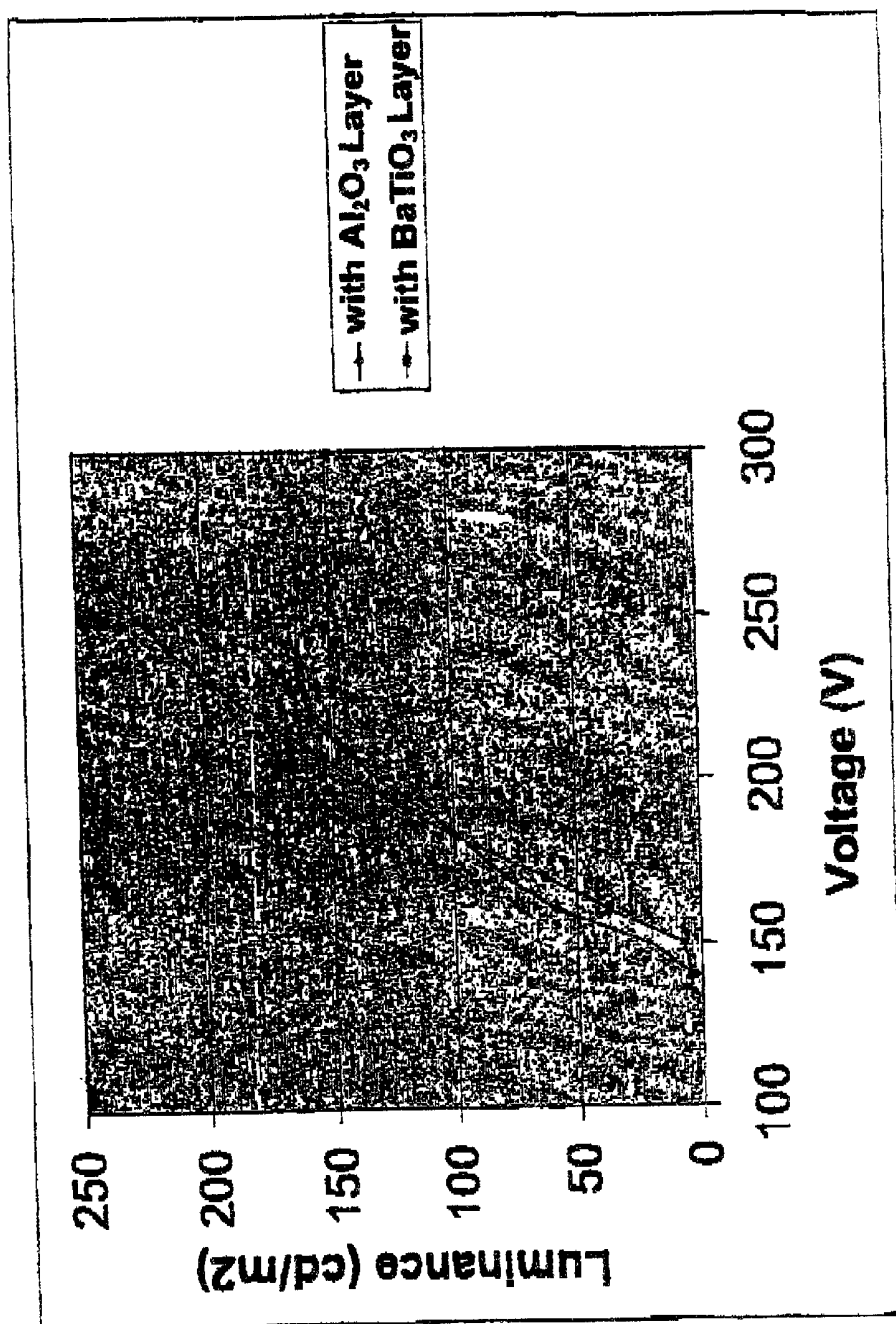 250
200
150
100
50
0
Luminance (cd/m2)
100
150
200
250
300
Voltage (V)
with Al₂O₃ Layer
with BaTiO₃ Layer